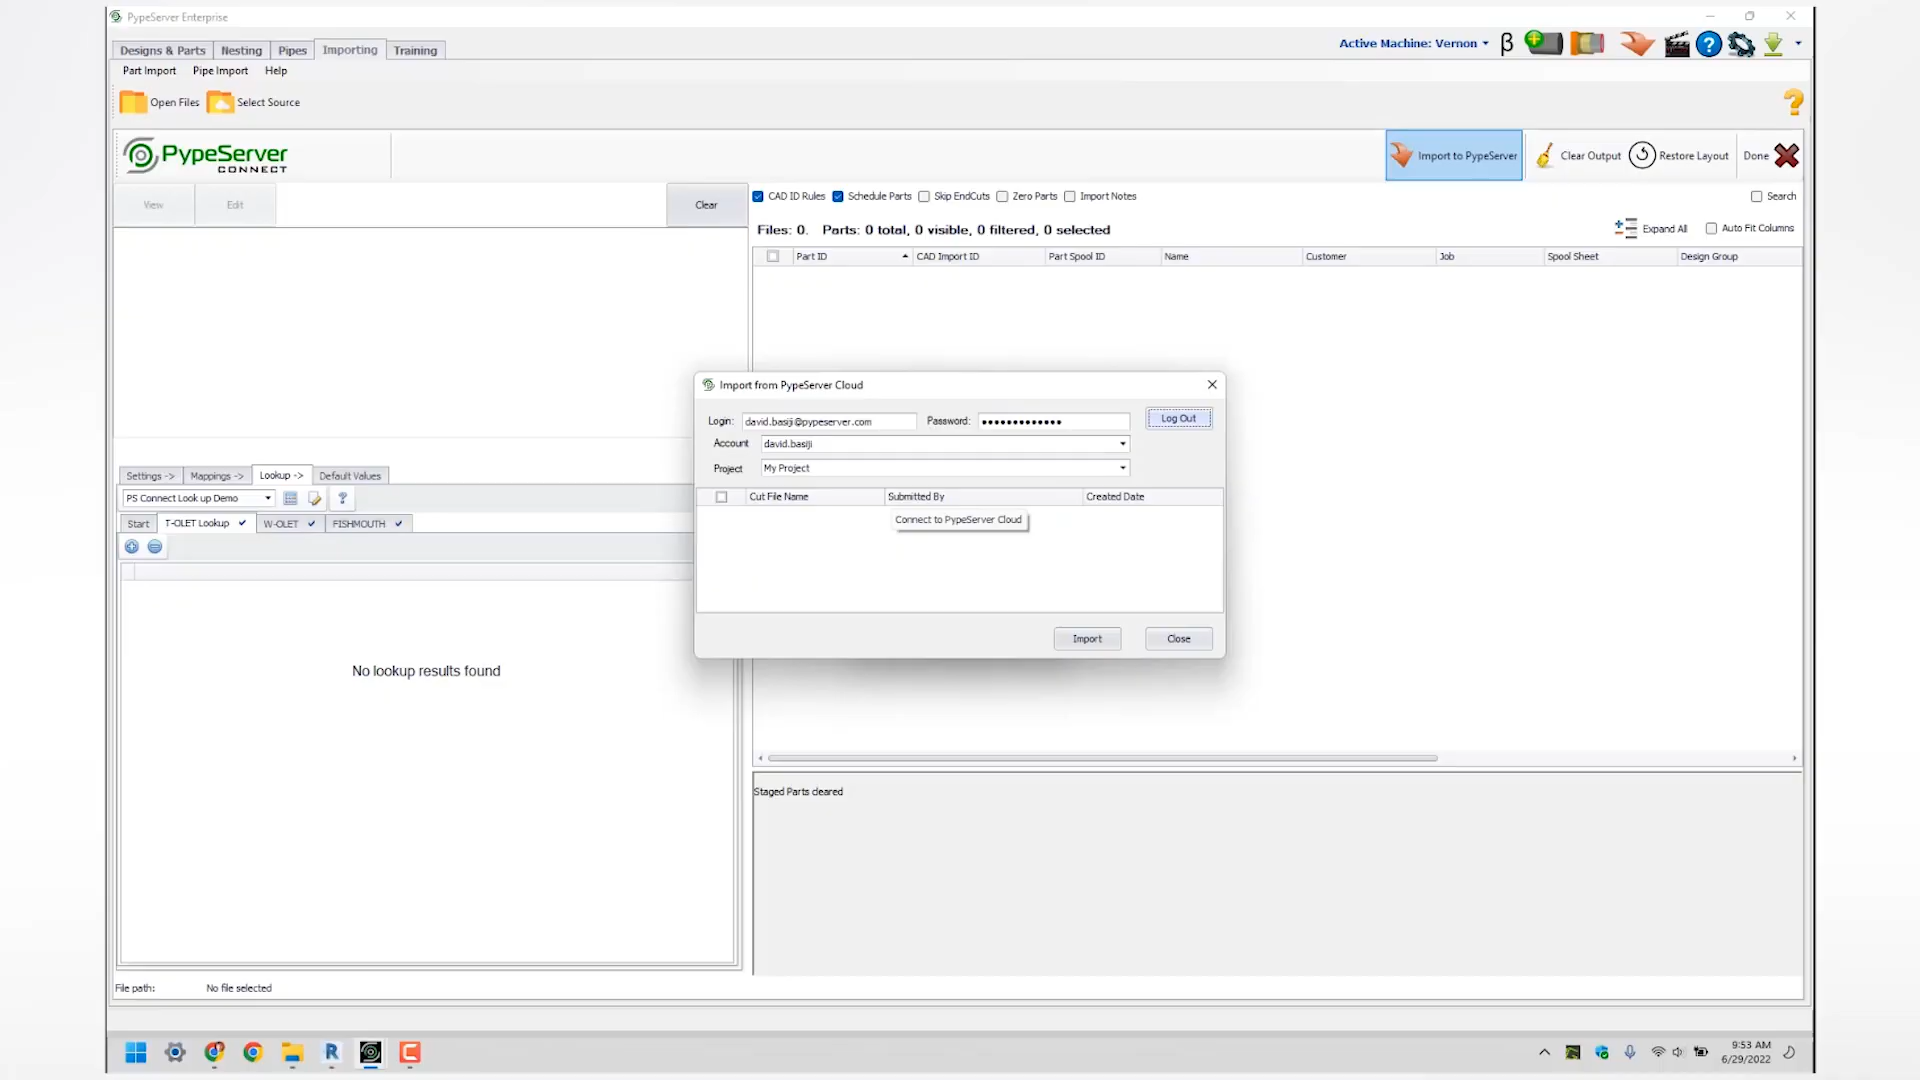 PypeServer Enterprise
Designs & Parts Nesting Pipes Importing Training
Active Machine: Vernon β
Part Import Pipe Import Help
Open Files Select Source
PypeServer
CONNECT
Import to PypeServer Clear Output Restore Layout Done
View Edit Clear
CAD ID Rules Schedule Parts Skip EndCuts Zero Parts Import Notes Search
Files: 0. Parts: 0 total, 0 visible, 0 filtered, 0 selected
Expand All Auto Fit Columns
Part ID CAD Import ID Part Spool ID Name Customer Job Spool Sheet Design Group
Import from PypeServer Cloud
Login: david.basiji@pypeserver.com Password: ●●●●●●●●●●●●● Log Out
Account david.basiji
Project My Project
Cut File Name Submitted By Created Date
Connect to PypeServer Cloud
Import Close
Settings -> Mappings -> Lookup -> Default Values
PS Connect Look up Demo
Start T-OLET Lookup W-OLET FISHMOUTH
No lookup results found
Staged Parts cleared
File path: No file selected
9:53 AM
6/29/2022